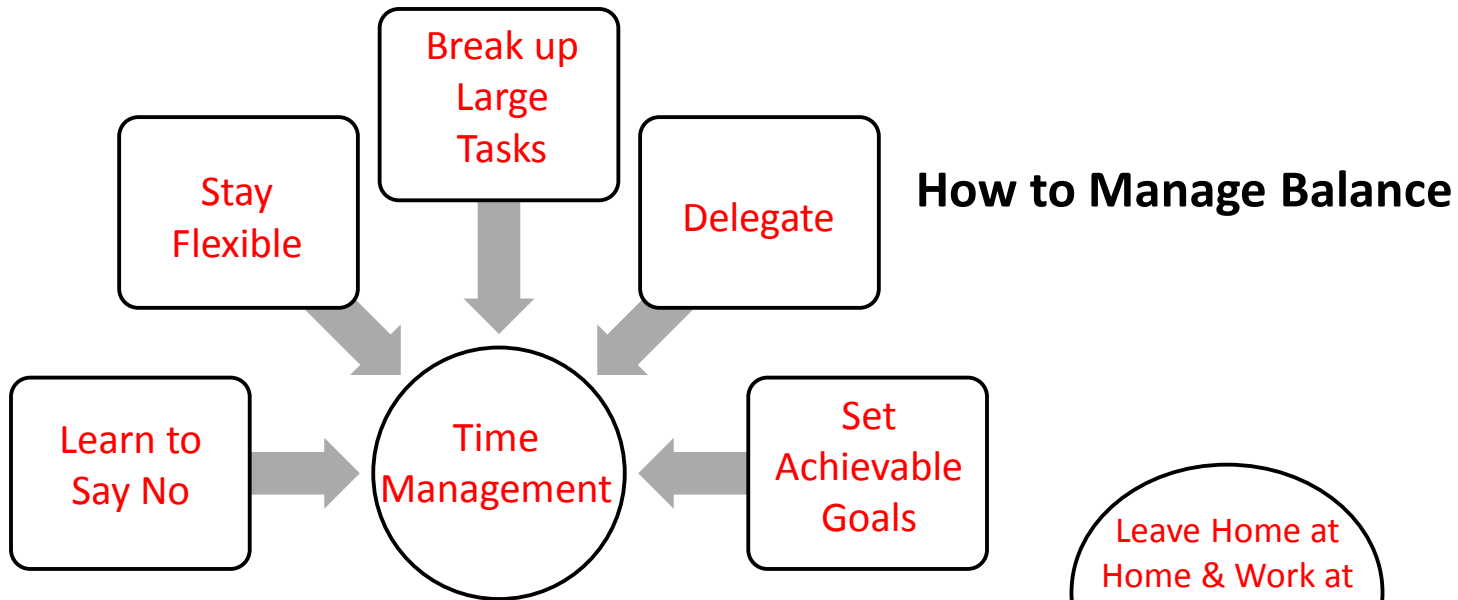 Break up
Large
Tasks
Stay
Flexible
Delegate
How to Manage Balance
Learn to
Say No
Time
Management
Set
Achievable
Goals
Leave Home at
Home & Work at